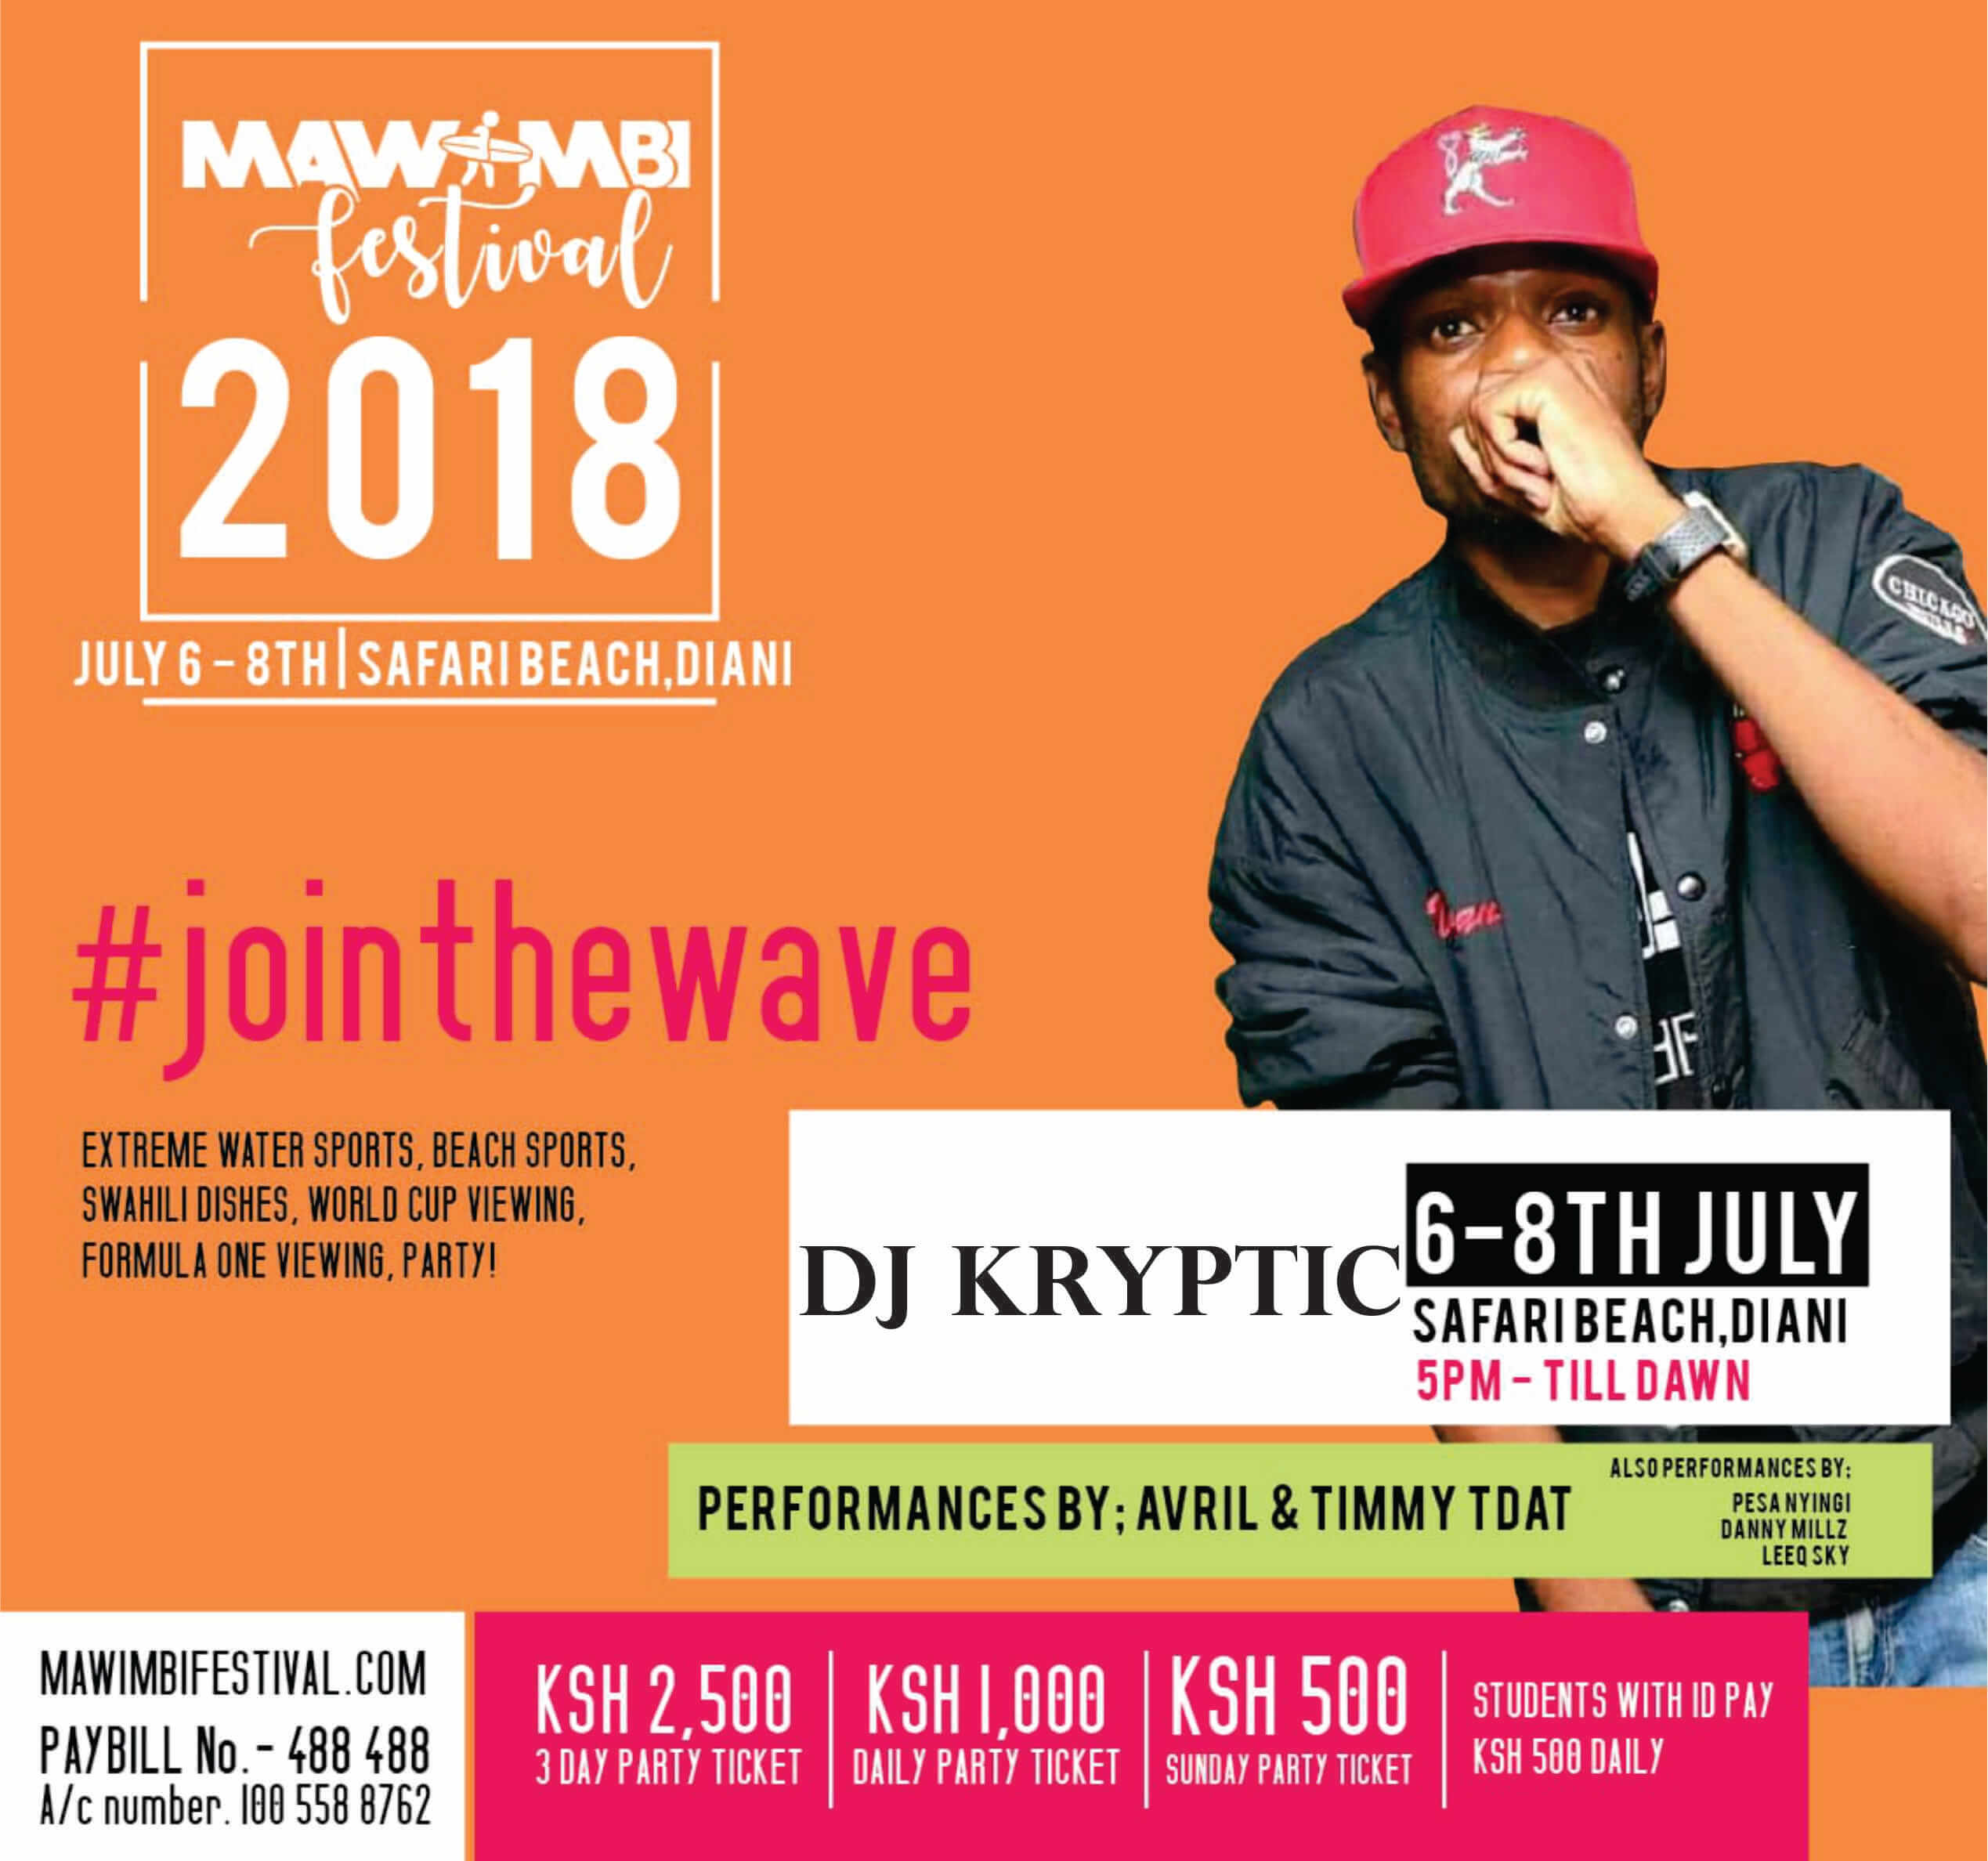 MAWIMBI
festival
2018
JULY 6 - 8TH | SAFARI BEACH,DIANI
#jointhewave
EXTREME WATER SPORTS, BEACH SPORTS,
SWAHILI DISHES, WORLD CUP VIEWING,
FORMULA ONE VIEWING, PARTY!
CHICAGO
DJ KRYPTIC
6-8TH JULY
SAFARI BEACH,DIANI
5PM - TILL DAWN
PERFORMANCES BY; AVRIL & TIMMY TDAT
ALSO PERFORMANCES BY;
PESA NYINGI
DANNY MILLZ
LEEQ SKY
MAWIMBIFESTIVAL.COM
PAYBILL No. - 488 488
A/c number. 100 558 8762
KSH 2,500
3 DAY PARTY TICKET
KSH 1,000
DAILY PARTY TICKET
KSH 500
SUNDAY PARTY TICKET
STUDENTS WITH ID PAY
KSH 500 DAILY